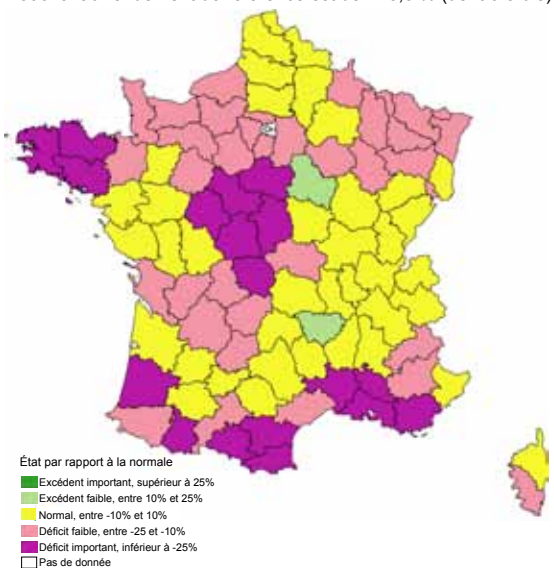 État par rapport à la normale
Excédent important, supérieur à 25%
Excédent faible, entre 10% et 25%
Normal, entre -10% et 10%
Déficit faible, entre -25 et -10%
Déficit important, inférieur à -25%
Pas de donnée